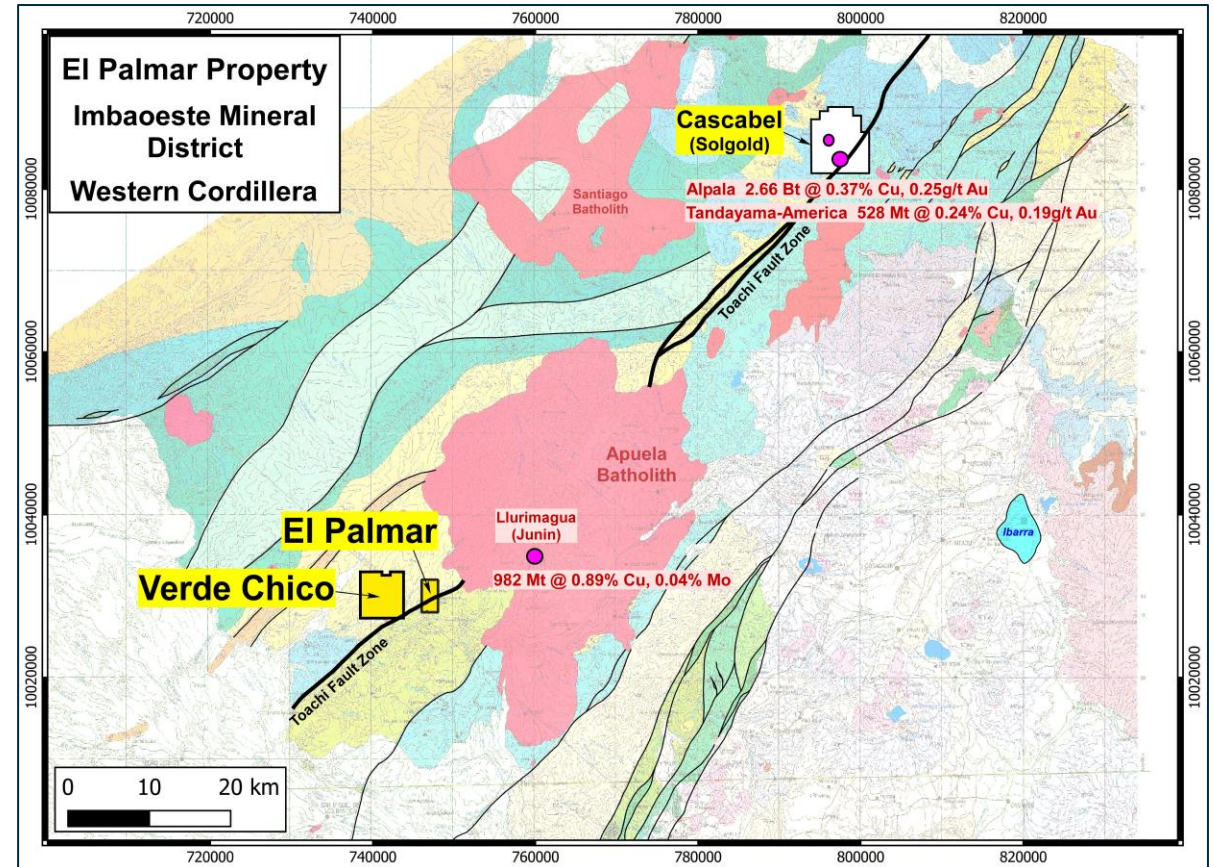 720000
740000
760000
780000
800000
820000
El Palmar Property
Imbaoeste Mineral
District
Western Cordillera
Cascabel
(Solgold)
10080000
10080000
Santiago
Batholith
Alpala 2.66 Bt @ 0.37% Cu, 0.25g/t Au
Tandayama-America 528 Mt @ 0.24% Cu, 0.19g/t Au
Toachi Fault Zone
10060000
10060000
Apuela
Batholith
10040000
10040000
El Palmar
Llurimagua
(Junin)
Ibarra
982 Mt @ 0.89% Cu, 0.04% Mo
Verde Chico
Toachi Fault Zone
10020000
10020000
0 10 20 km
720000
740000
760000
780000
800000
820000